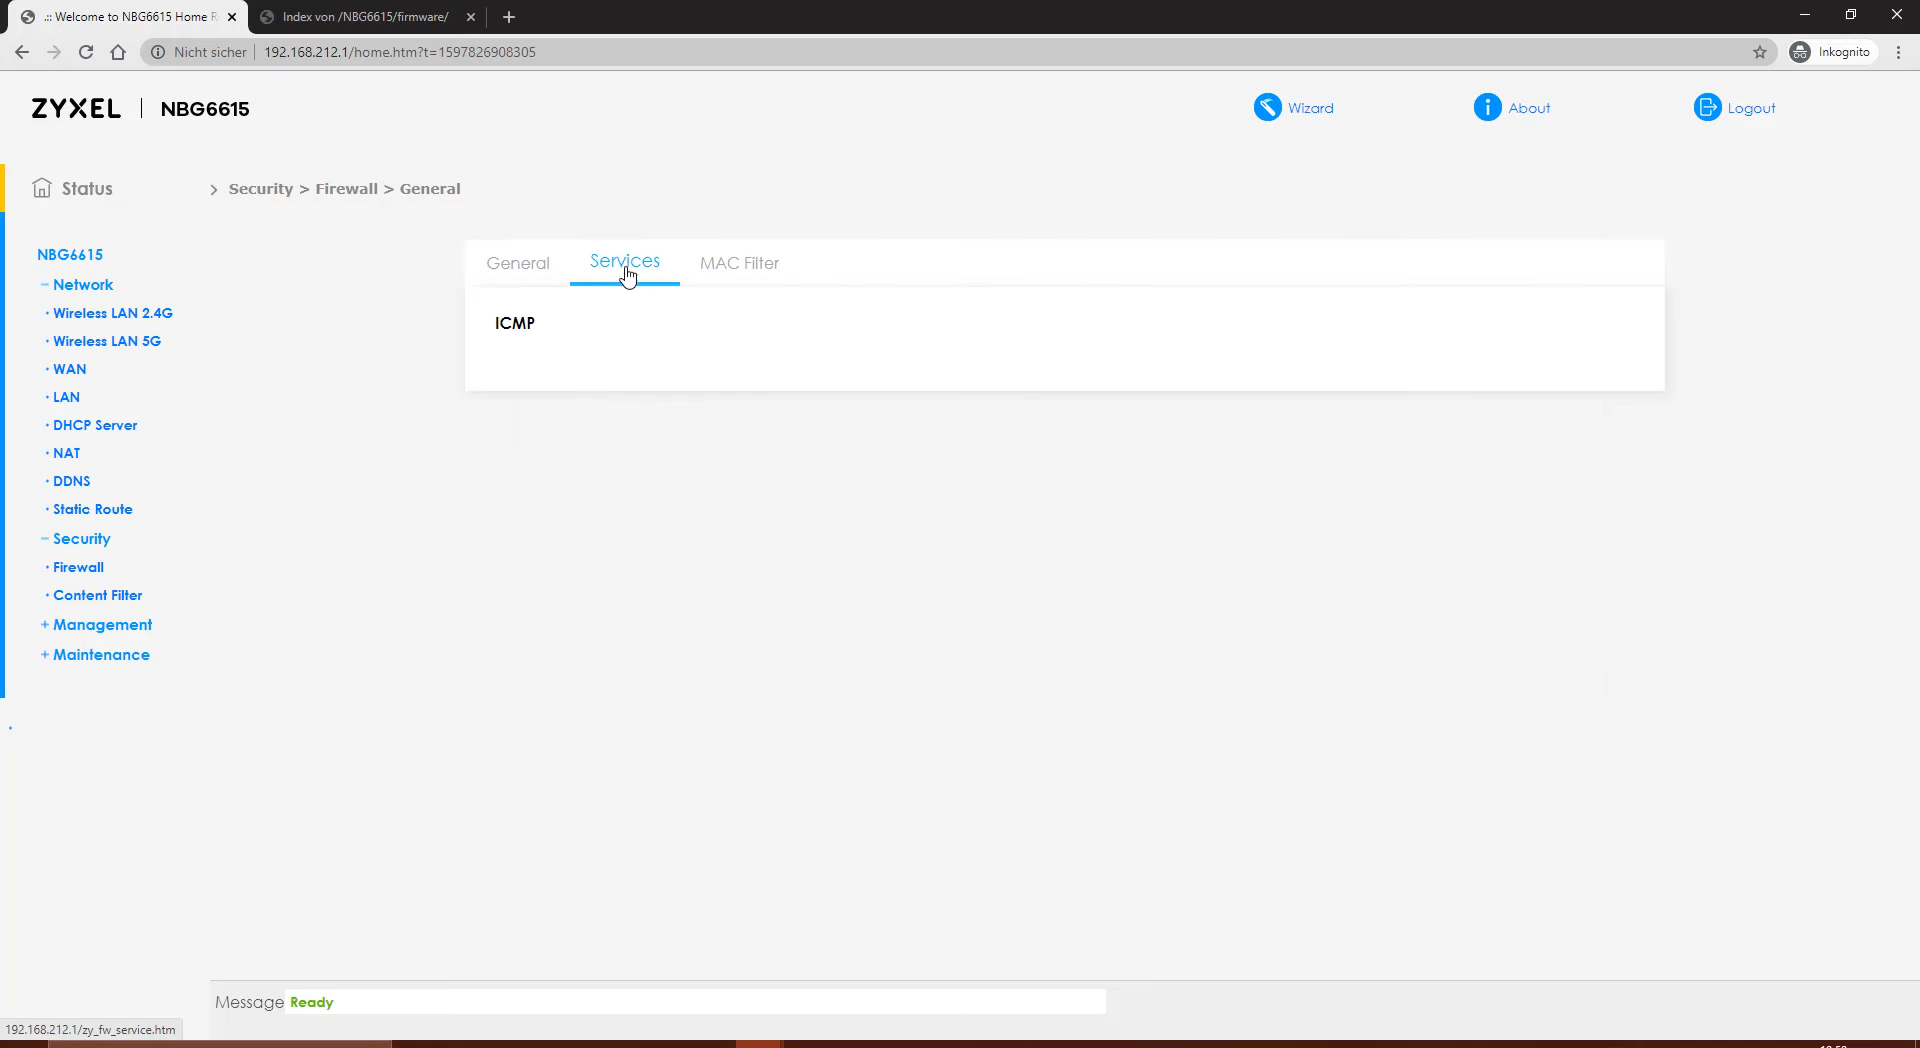 .:: Welcome to NBG6615 Home R
Index von /NBG6615/firmware/
Nicht sicher
192.168.212.1/home.htm?t=1597826908305
Inkognito
ZYXEL | NBG6615
Wizard
About
Logout
Status
> Security > Firewall > General
NBG6615
− Network
· Wireless LAN 2.4G
· Wireless LAN 5G
· WAN
· LAN
· DHCP Server
· NAT
· DDNS
· Static Route
− Security
· Firewall
· Content Filter
+ Management
+ Maintenance
General
Services
MAC Filter
ICMP
Message
Ready
192.168.212.1/zy_fw_service.htm